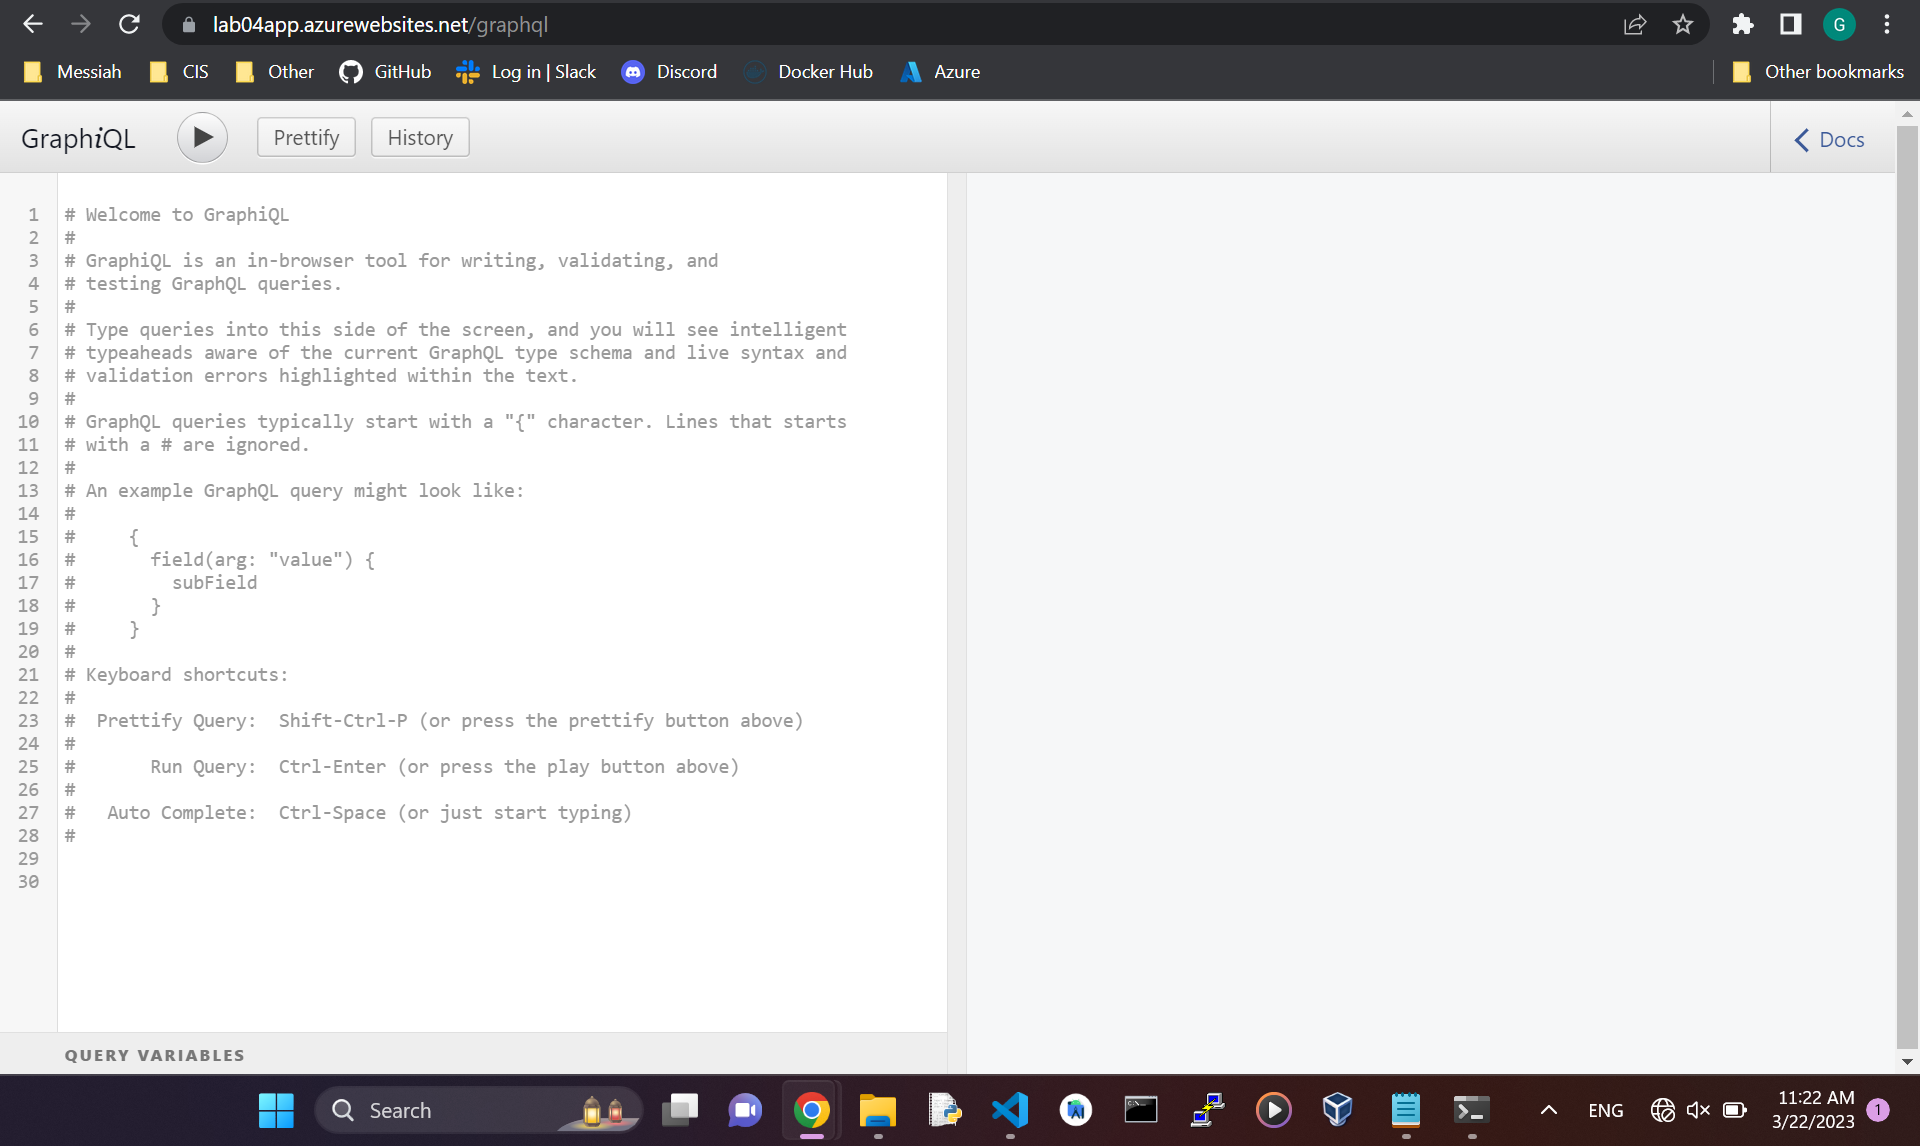 lab04app.azurewebsites.net/graphql
G
Messiah CIS Other GitHub Log in | Slack Discord Docker Hub Azure Other bookmarks
GraphiQL Prettify History Docs
1 # Welcome to GraphiQL
2 #
3 # GraphiQL is an in-browser tool for writing, validating, and
4 # testing GraphQL queries.
5 #
6 # Type queries into this side of the screen, and you will see intelligent
7 # typeaheads aware of the current GraphQL type schema and live syntax and
8 # validation errors highlighted within the text.
9 #
10 # GraphQL queries typically start with a "{" character. Lines that starts
11 # with a # are ignored.
12 #
13 # An example GraphQL query might look like:
14 #
15 #     {
16 #       field(arg: "value") {
17 #         subField
18 #       }
19 #     }
20 #
21 # Keyboard shortcuts:
22 #
23 #  Prettify Query:  Shift-Ctrl-P (or press the prettify button above)
24 #
25 #       Run Query:  Ctrl-Enter (or press the play button above)
26 #
27 #   Auto Complete:  Ctrl-Space (or just start typing)
28 #
29
30
QUERY VARIABLES
Search
ENG
11:22 AM
3/22/2023
1